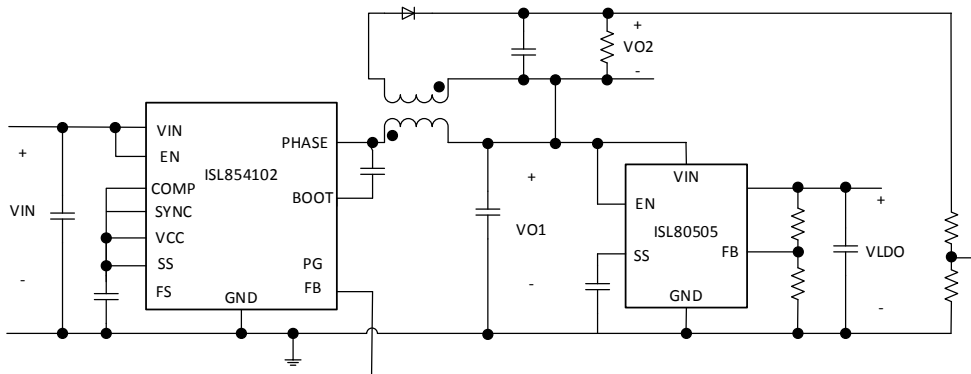 +
VO2
-
VIN
PHASE
EN
ISL854102
+
COMP
BOOT
VIN
+
VIN
SYNC
EN
ISL80505
+
VO1
VCC
SS
FB
VLDO
SS
PG
-
FS
GND
FB
-
GND
-